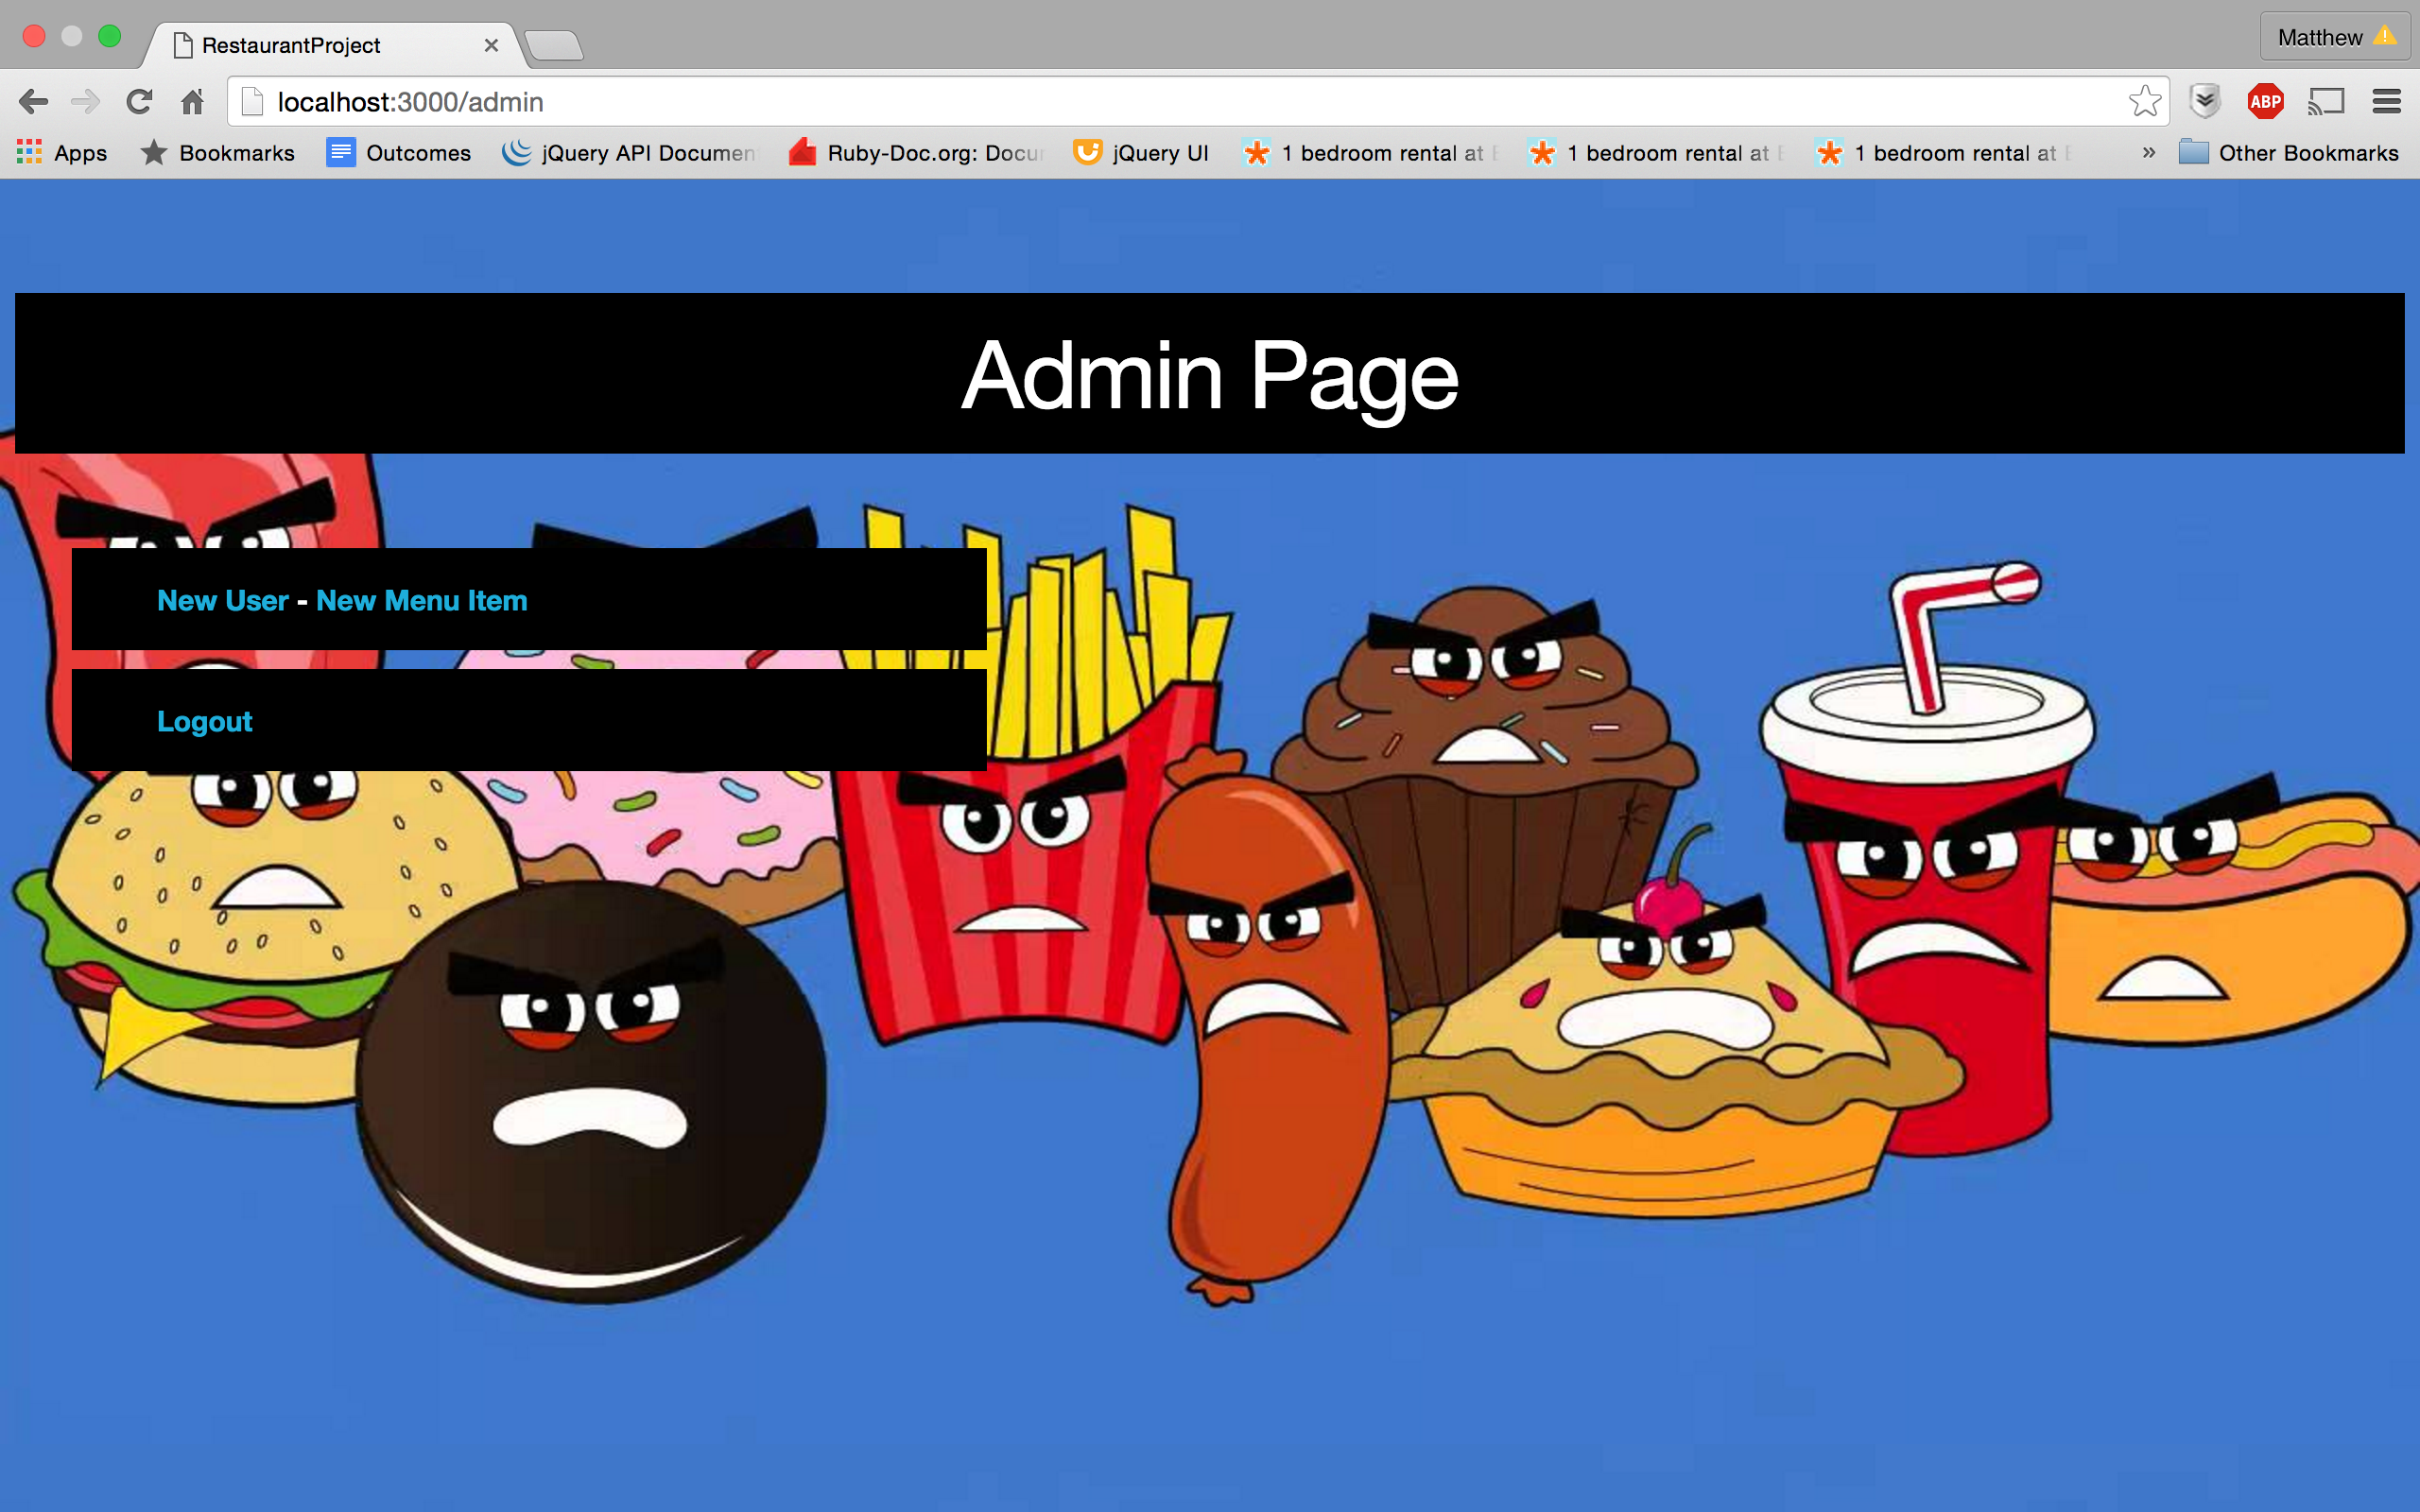 RestaurantProject
Matthew
localhost:3000/admin
ABP
Apps Bookmarks Outcomes jQuery API Documen Ruby-Doc.org: Docu jQuery UI 1 bedroom rental at 1 bedroom rental at 1 bedroom rental at » Other Bookmarks
Admin Page
New User - New Menu Item
Logout